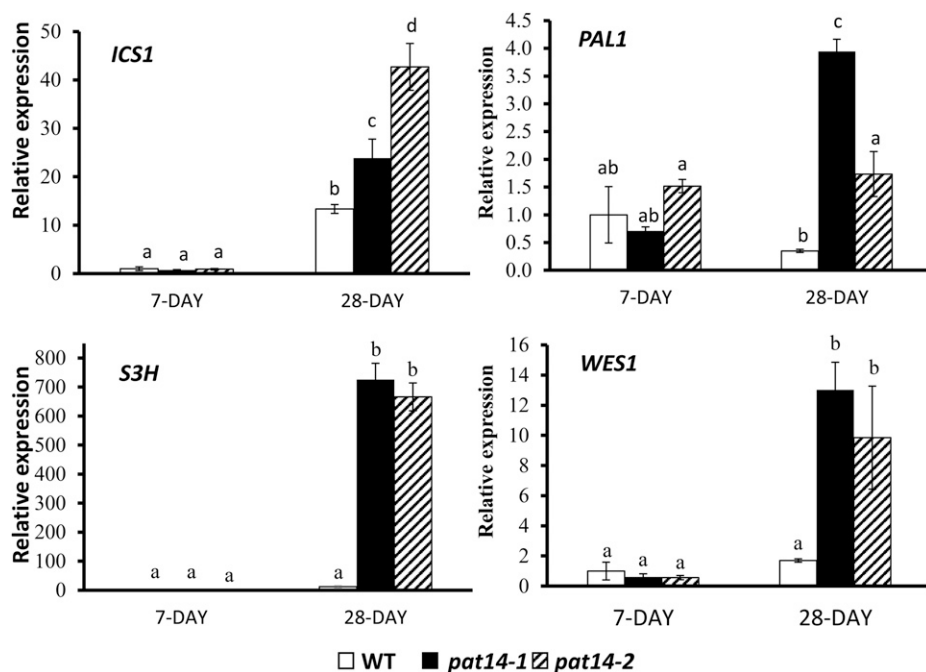 Relative expression
ICS1
60
50
40
30
20
10
0
a a a
b
c
d
7-DAY 28-DAY
Relative expression
PAL1
4.5
4.0
3.5
3.0
2.5
2.0
1.5
1.0
0.5
0.0
ab
ab
a
b
c
a
7-DAY 28-DAY
Relative expression
S3H
800
700
600
500
400
300
200
100
0
a a a
a
b
b
7-DAY 28-DAY
Relative expression
WES1
16
14
12
10
8
6
4
2
0
a a a
a
b
b
7-DAY 28-DAY
WT pat14-1 pat14-2